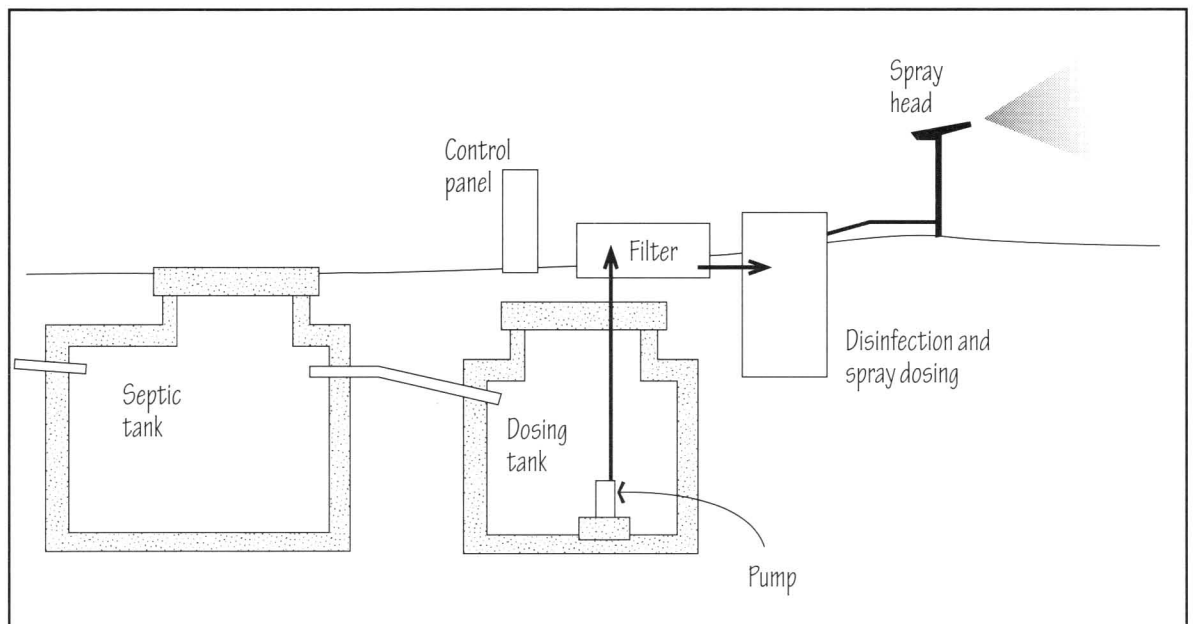 Spray
head
Control
panel
Filter
Disinfection and
spray dosing
Septic
tank
Dosing
tank
Pump